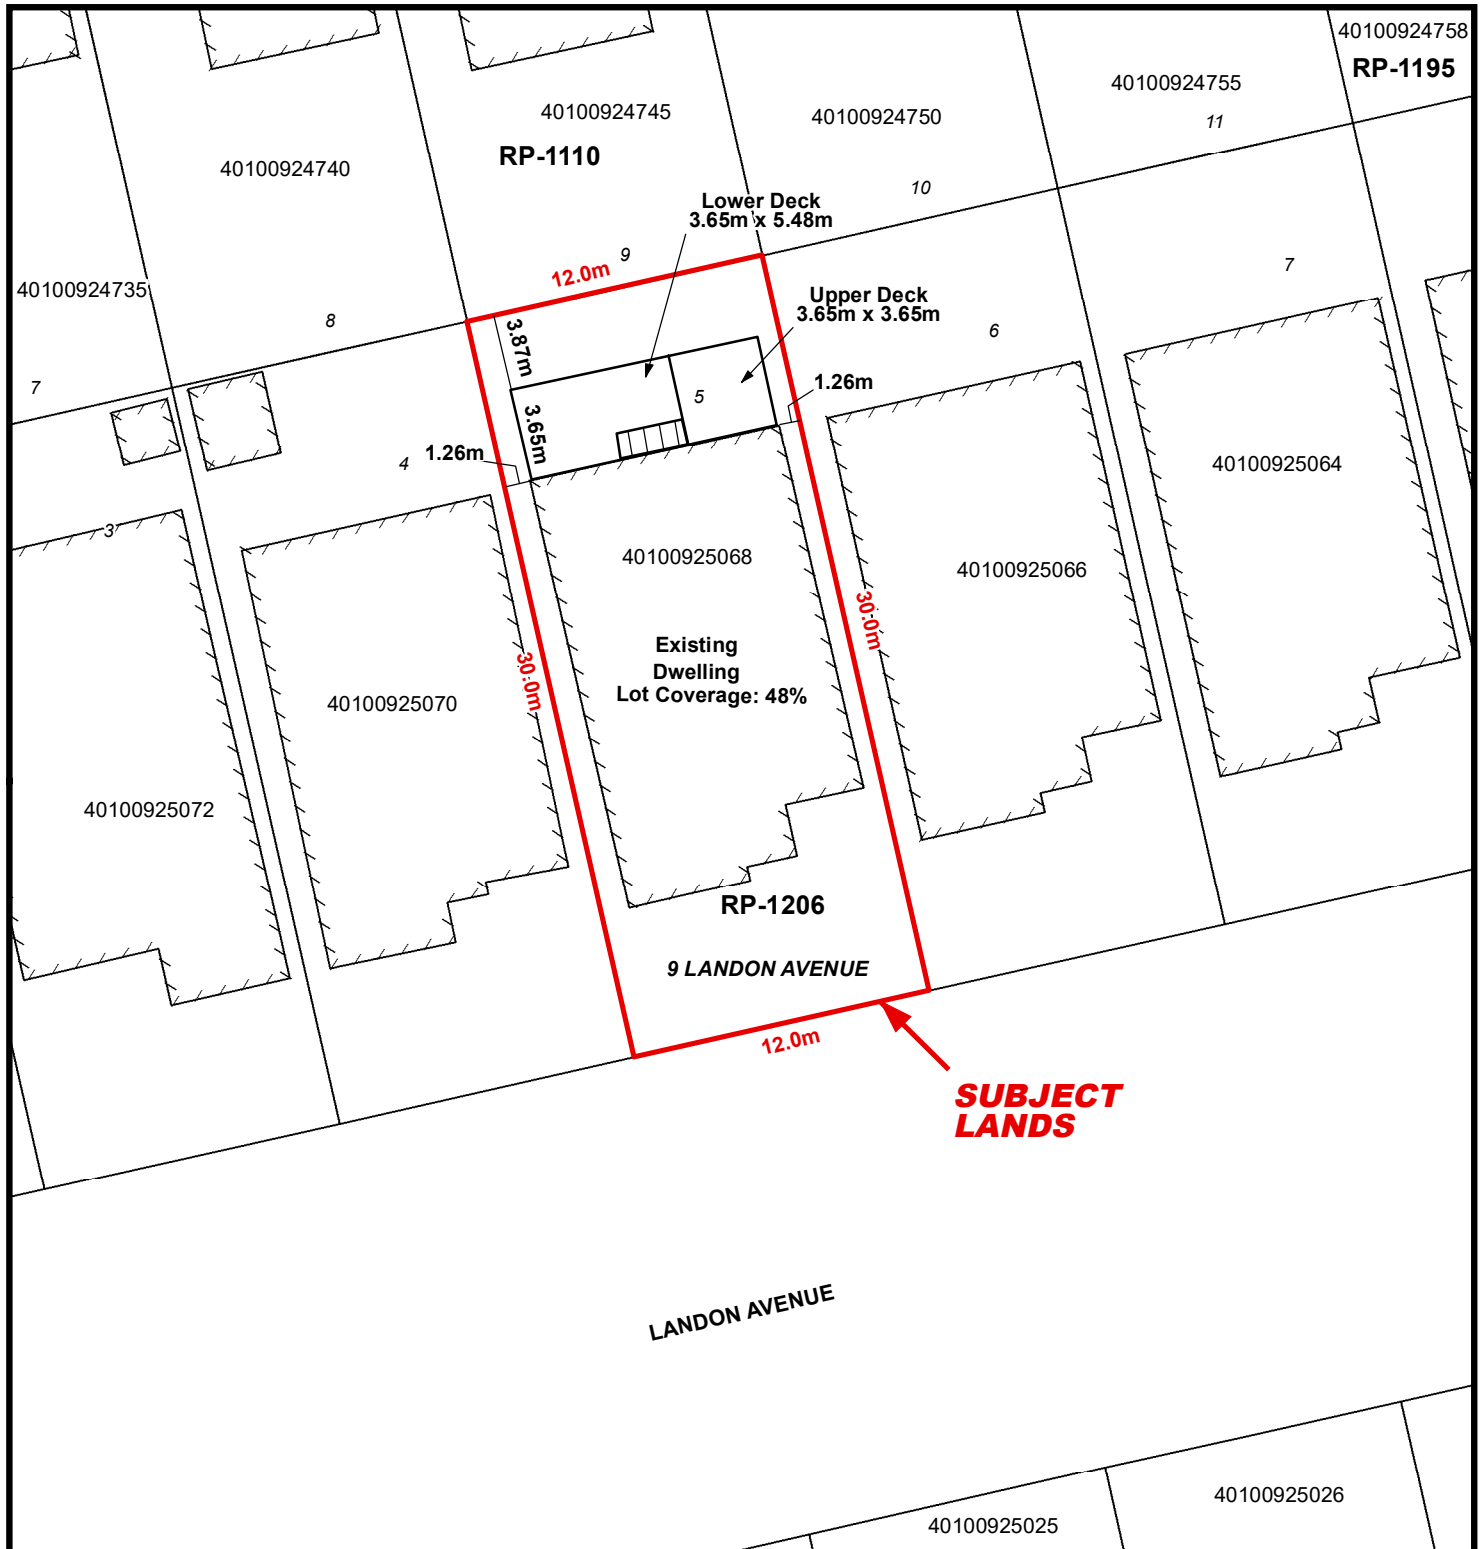 40100924758
RP-1195
40100924755
11
40100924745
40100924750
RP-1110
40100924740
10
Lower Deck
3.65m x 5.48m
9
12.0m
7
40100924735
Upper Deck
3.65m x 3.65m
8
6
3.87m
7
1.26m
5
3.65m
4
1.26m
40100925064
3
40100925068
40100925066
30.0m
Existing
Dwelling
Lot Coverage: 48%
30.0m
40100925070
40100925072
RP-1206
9 LANDON AVENUE
12.0m
SUBJECT
LANDS
LANDON AVENUE
40100925026
40100925025